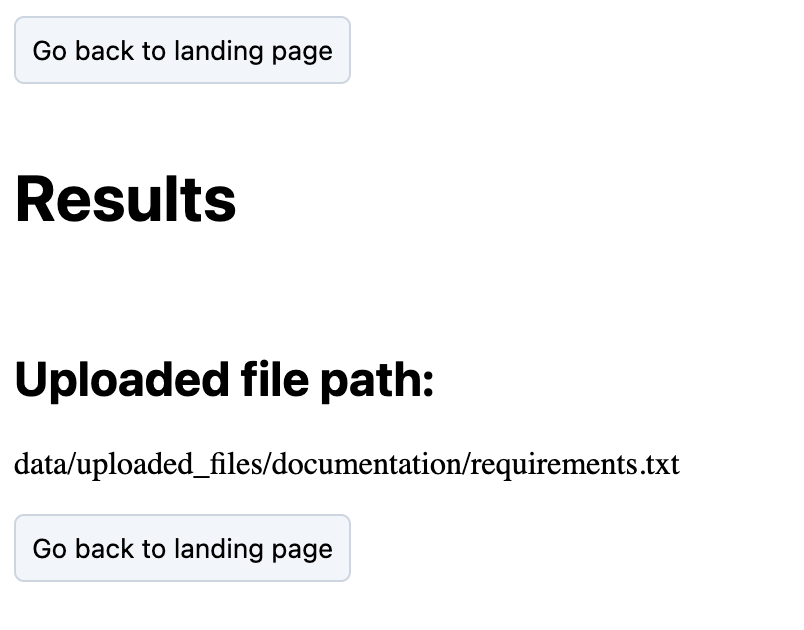 Go back to landing page
Results
Uploaded file path:
data/uploaded_files/documentation/requirements.txt
Go back to landing page